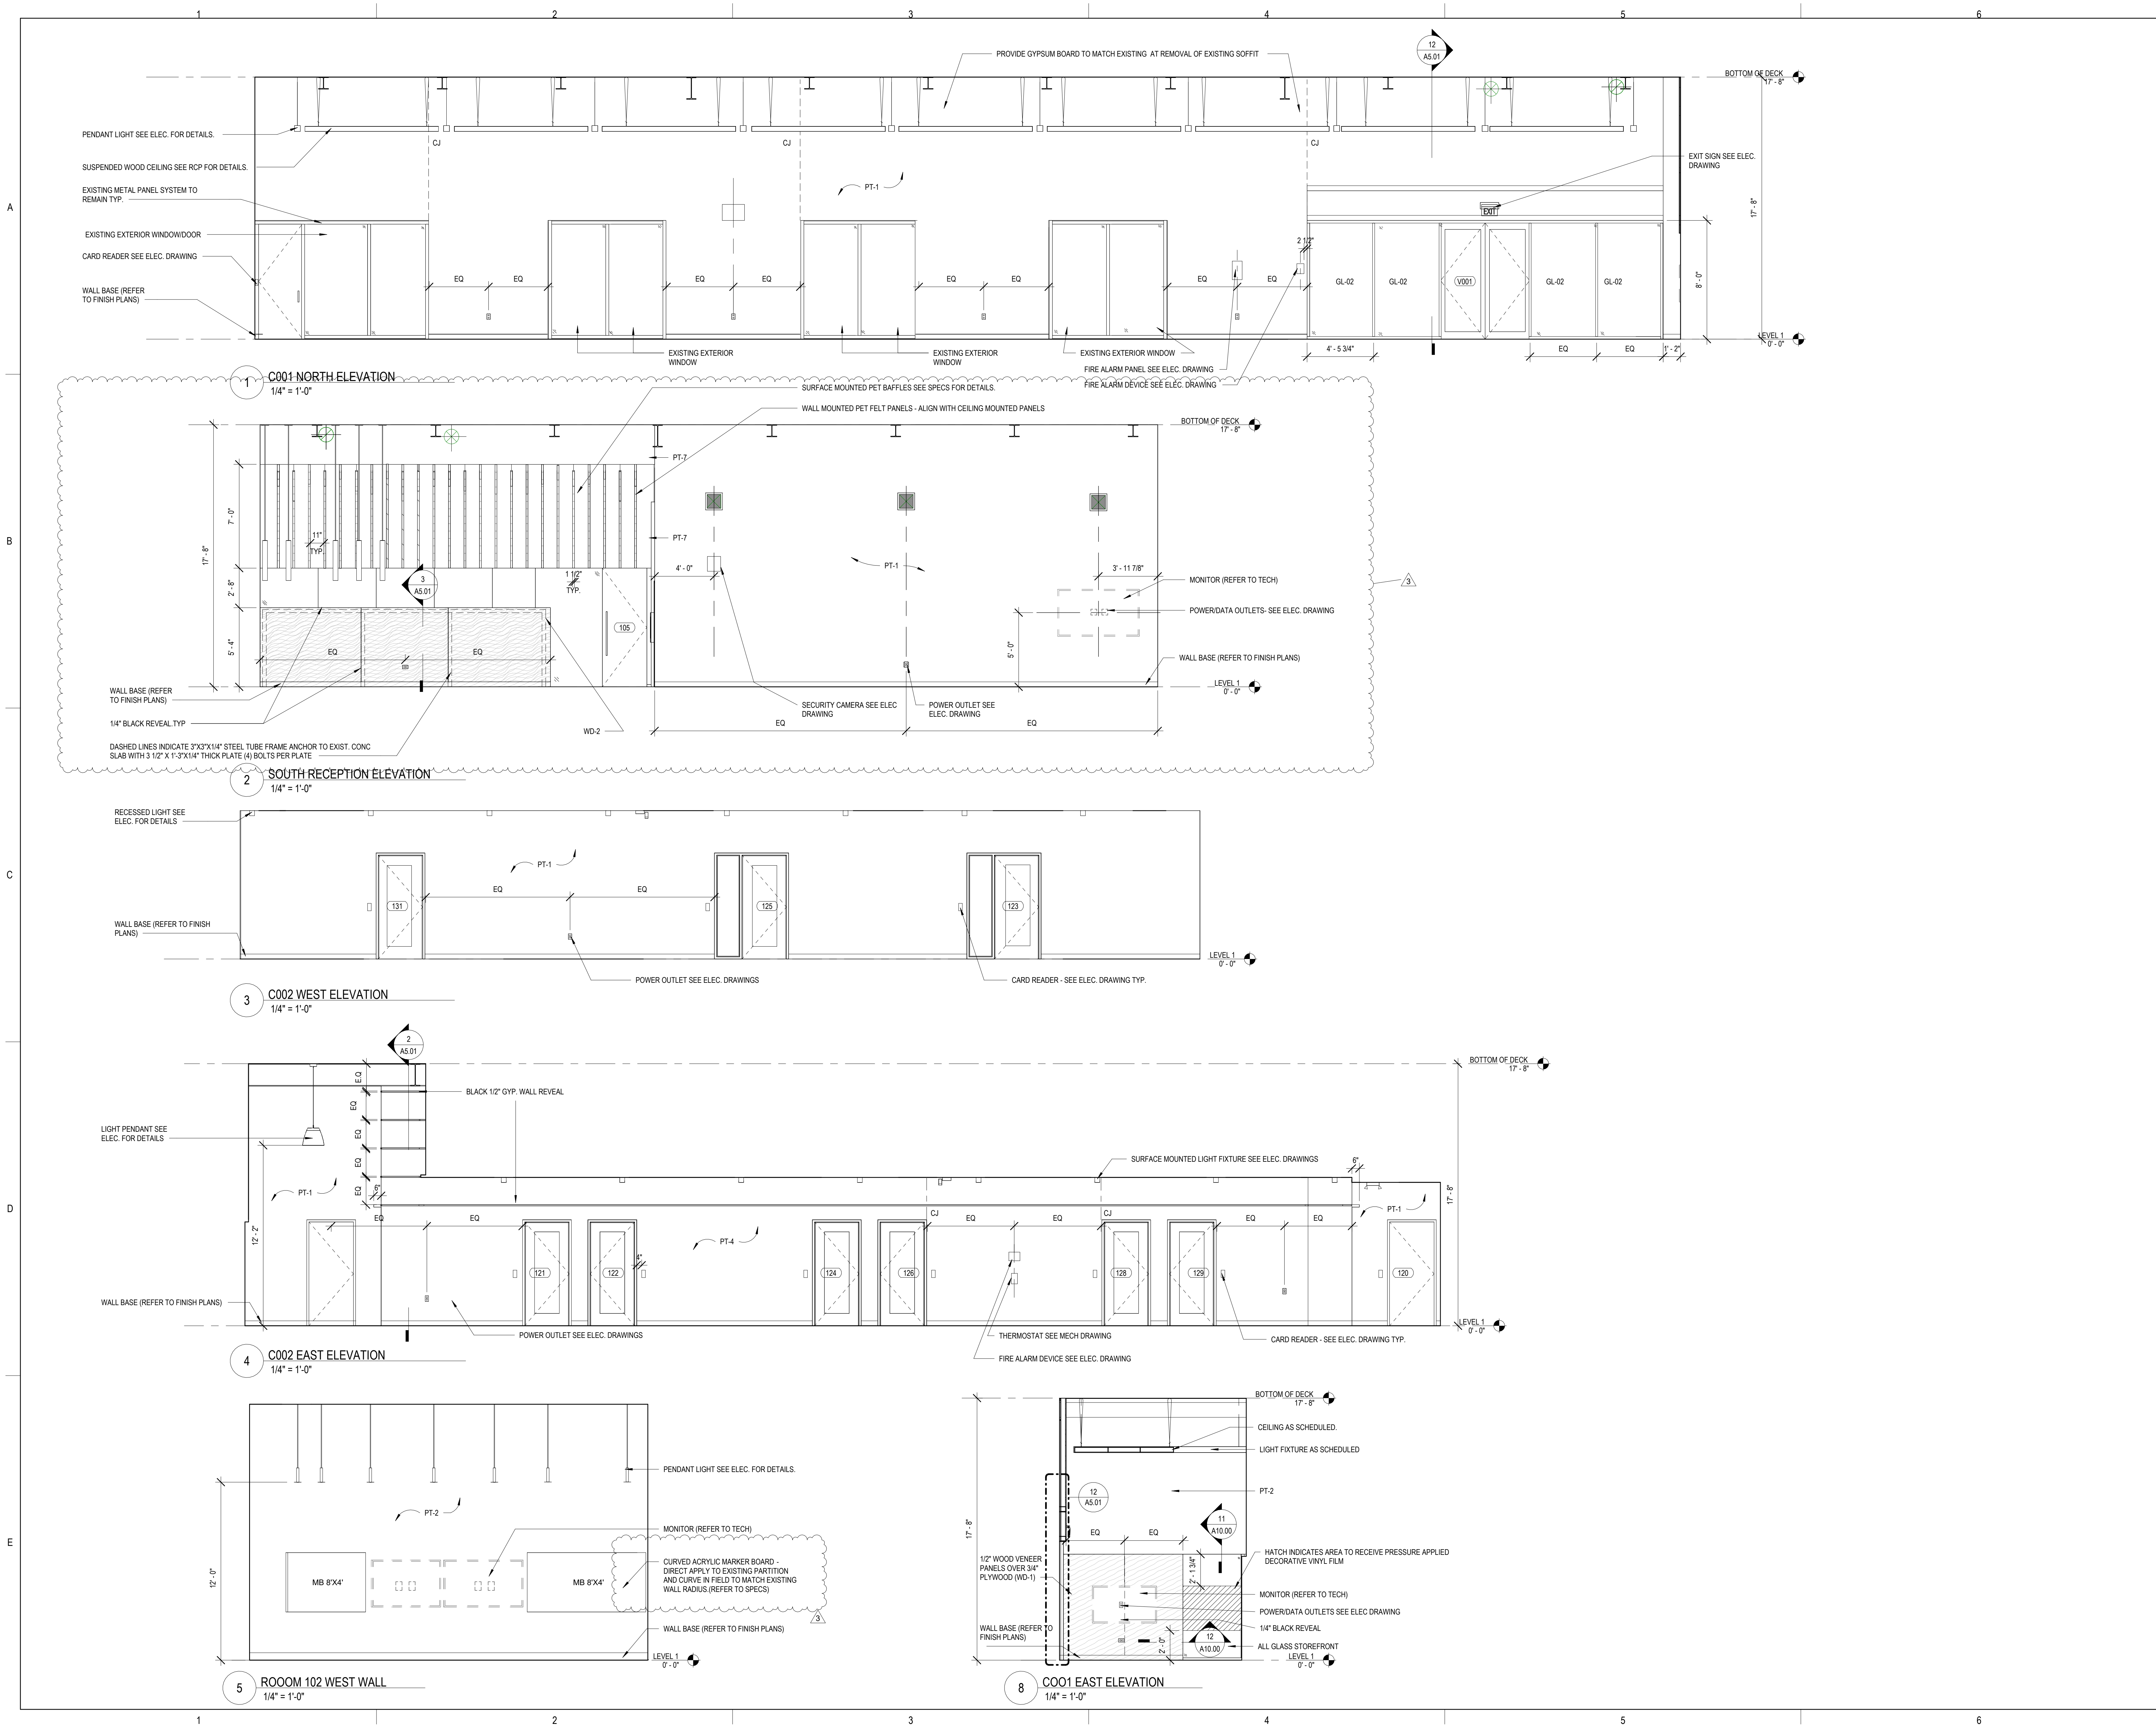 1 2 3 4 5 6
A
B
C
D
E
12
A5.01
PROVIDE GYPSUM BOARD TO MATCH EXISTING AT REMOVAL OF EXISTING SOFFIT
BOTTOM OF DECK
17' - 8"
PENDANT LIGHT SEE ELEC. FOR DETAILS.
CJ CJ CJ
SUSPENDED WOOD CEILING SEE RCP FOR DETAILS.
EXIT SIGN SEE ELEC.
DRAWING
EXISTING METAL PANEL SYSTEM TO
REMAIN TYP.
PT-1
17' - 8"
EXIT
EXISTING EXTERIOR WINDOW/DOOR
CARD READER SEE ELEC. DRAWING
2 1/2"
EQ EQ EQ EQ EQ EQ EQ EQ
GL-02 GL-02 V001 GL-02 GL-02
8' - 0"
WALL BASE (REFER
TO FINISH PLANS)
LEVEL 1
0' - 0"
EXISTING EXTERIOR
WINDOW
EXISTING EXTERIOR
WINDOW
EXISTING EXTERIOR WINDOW
4' - 5 3/4" EQ EQ 1' - 2"
FIRE ALARM PANEL SEE ELEC. DRAWING
FIRE ALARM DEVICE SEE ELEC. DRAWING
1 C001 NORTH ELEVATION
1/4" = 1'-0"
SURFACE MOUNTED PET BAFFLES SEE SPECS FOR DETAILS.
WALL MOUNTED PET FELT PANELS - ALIGN WITH CEILING MOUNTED PANELS
BOTTOM OF DECK
17' - 8"
PT-7
7' - 0"
11"
TYP.
PT-7
17' - 8"
PT-1
4' - 0"
3' - 11 7/8"
1 1/2"
TYP.
3
A5.01
2' - 8"
MONITOR (REFER TO TECH)
3
POWER/DATA OUTLETS- SEE ELEC. DRAWING
105
5' - 4"
EQ EQ
5' - 0"
WALL BASE (REFER TO FINISH PLANS)
LEVEL 1
0' - 0"
WALL BASE (REFER
TO FINISH PLANS)
SECURITY CAMERA SEE ELEC
DRAWING
POWER OUTLET SEE
ELEC. DRAWING
1/4" BLACK REVEAL.TYP
EQ EQ
WD-2
DASHED LINES INDICATE 3"X3"X1/4" STEEL TUBE FRAME ANCHOR TO EXIST. CONC
SLAB WITH 3 1/2" X 1'-3"X1/4" THICK PLATE (4) BOLTS PER PLATE
2 SOUTH RECEPTION ELEVATION
1/4" = 1'-0"
RECESSED LIGHT SEE
ELEC. FOR DETAILS
PT-1
EQ EQ
131 125 123
WALL BASE (REFER TO FINISH
PLANS)
LEVEL 1
0' - 0"
POWER OUTLET SEE ELEC. DRAWINGS
CARD READER - SEE ELEC. DRAWING TYP.
3 C002 WEST ELEVATION
1/4" = 1'-0"
2
A5.01
BOTTOM OF DECK
17' - 8"
E.Q
BLACK 1/2" GYP. WALL REVEAL
EQ
LIGHT PENDANT SEE
ELEC. FOR DETAILS
EQ
EQ
SURFACE MOUNTED LIGHT FIXTURE SEE ELEC. DRAWINGS
6"
EQ
6"
PT-1
PT-1
17' - 8"
CJ CJ
EQ EQ EQ EQ EQ EQ
12' - 2"
PT-4
4"
121 122 124 126 128 129 120
WALL BASE (REFER TO FINISH PLANS)
LEVEL 1
0' - 0"
POWER OUTLET SEE ELEC. DRAWINGS
THERMOSTAT SEE MECH DRAWING
CARD READER - SEE ELEC. DRAWING TYP.
FIRE ALARM DEVICE SEE ELEC. DRAWING
4 C002 EAST ELEVATION
1/4" = 1'-0"
PENDANT LIGHT SEE ELEC. FOR DETAILS.
PT-2
MONITOR (REFER TO TECH)
12' - 0"
MB 8'X4' MB 8'X4'
CURVED ACRYLIC MARKER BOARD -
DIRECT APPLY TO EXISTING PARTITION
AND CURVE IN FIELD TO MATCH EXISTING
WALL RADIUS.(REFER TO SPECS)
3
WALL BASE (REFER TO FINISH PLANS)
LEVEL 1
0' - 0"
5 ROOOM 102 WEST WALL
1/4" = 1'-0"
BOTTOM OF DECK
17' - 8"
CEILING AS SCHEDULED.
LIGHT FIXTURE AS SCHEDULED
12
A5.01
PT-2
17' - 8"
11
A10.00
EQ EQ
HATCH INDICATES AREA TO RECEIVE PRESSURE APPLIED
DECORATIVE VINYL FILM
1/2" WOOD VENEER
PANELS OVER 3/4"
PLYWOOD (WD-1)
2' - 1 3/4"
MONITOR (REFER TO TECH)
POWER/DATA OUTLETS SEE ELEC DRAWING
1/4" BLACK REVEAL
WALL BASE (REFER TO
FINISH PLANS)
2' - 0"
12
A10.00
ALL GLASS STOREFRONT
LEVEL 1
0' - 0"
8 COO1 EAST ELEVATION
1/4" = 1'-0"
1 2 3 4 5 6